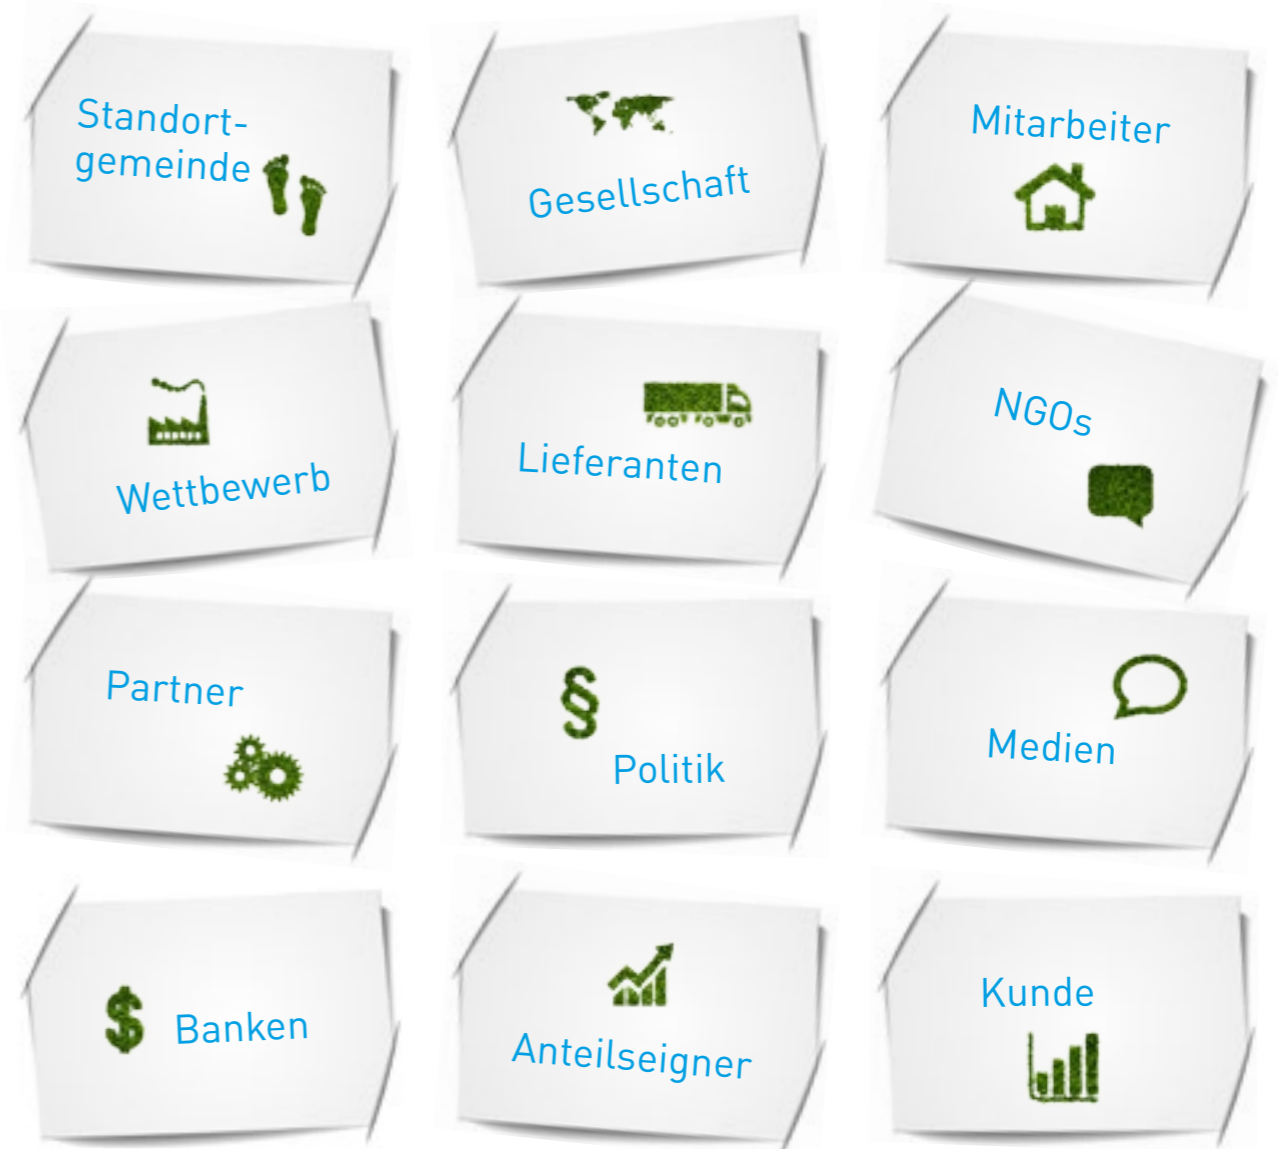 Standort-
gemeinde
Gesellschaft
Mitarbeiter
Wettbewerb
Lieferanten
NGOs
Partner
§
Politik
Medien
$
Banken
Anteilseigner
Kunde